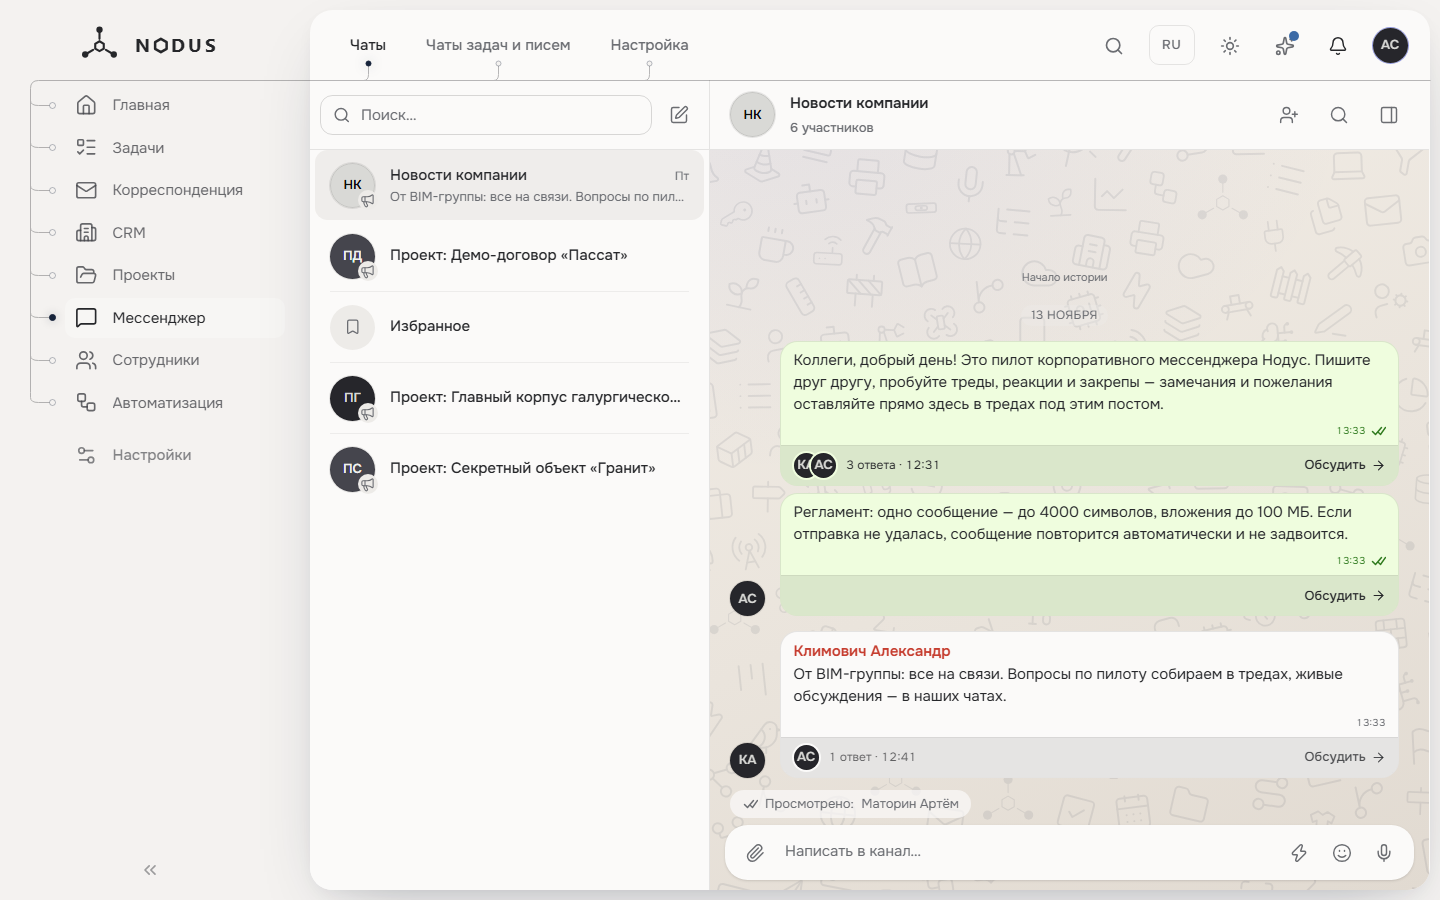 NODUS
Чаты
Чаты задач и писем
Настройка
RU
АС
Главная
Задачи
Корреспонденция
CRM
Проекты
Мессенджер
Сотрудники
Автоматизация
Настройки
Поиск...
НК
Новости компании
Пт
От BIM-группы: все на связи. Вопросы по пил...
ПД
Проект: Демо-договор «Пассат»
Избранное
ПГ
Проект: Главный корпус галургическо...
ПС
Проект: Секретный объект «Гранит»
НК
Новости компании
6 участников
Начало истории
13 НОЯБРЯ
Коллеги, добрый день! Это пилот корпоративного мессенджера Нодус. Пишите
друг другу, пробуйте треды, реакции и закрепы — замечания и пожелания
оставляйте прямо здесь в тредах под этим постом.
13:33
АС
3 ответа · 12:31
Обсудить
Регламент: одно сообщение — до 4000 символов, вложения до 100 МБ. Если
отправка не удалась, сообщение повторится автоматически и не задвоится.
13:33
АС
Обсудить
Климович Александр
От BIM-группы: все на связи. Вопросы по пилоту собираем в тредах, живые
обсуждения — в наших чатах.
13:33
КА
АС
1 ответ · 12:41
Обсудить
Просмотрено: Маторин Артём
Написать в канал...